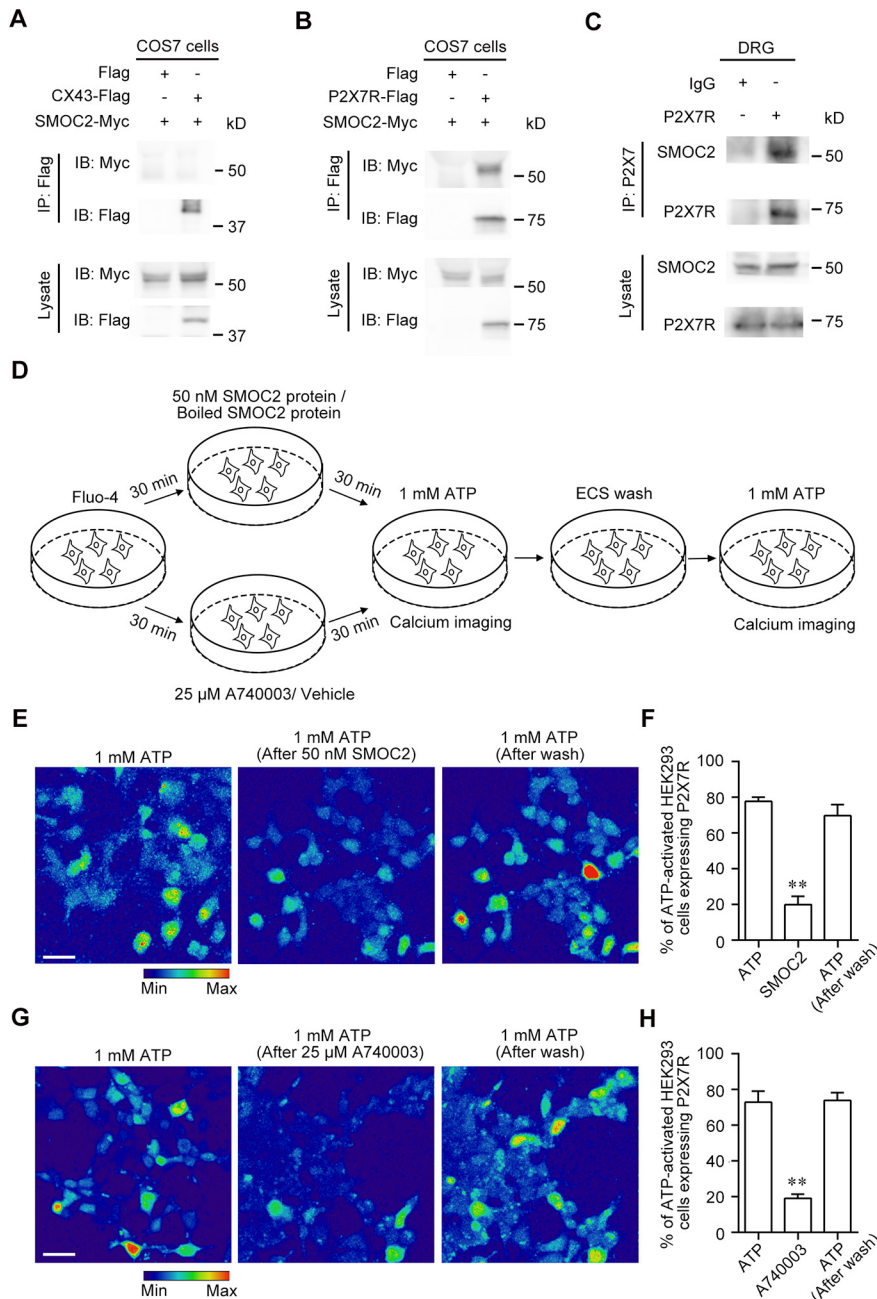 A
COS7 cells
Flag + -
CX43-Flag - +
SMOC2-Myc + + kD
IP: Flag
IB: Myc
50
IB: Flag
37
Lysate
IB: Myc
50
IB: Flag
37
B
COS7 cells
Flag + -
P2X7R-Flag - +
SMOC2-Myc + + kD
IP: Flag
IB: Myc
50
IB: Flag
75
Lysate
IB: Myc
50
IB: Flag
75
C
DRG
IgG + -
P2X7R - + kD
IP: P2X7
SMOC2
50
P2X7R
75
Lysate
SMOC2
50
P2X7R
75
D
50 nM SMOC2 protein /
Boiled SMOC2 protein
Fluo-4
30 min
30 min
1 mM ATP
ECS wash
1 mM ATP
30 min
30 min
Calcium imaging
Calcium imaging
25 µM A740003/ Vehicle
E
1 mM ATP
1 mM ATP
(After 50 nM SMOC2)
1 mM ATP
(After wash)
Min Max
F
% of ATP-activated HEK293
cells expressing P2X7R
100
80
60
40
20
0
**
ATP
SMOC2
ATP
(After wash)
G
1 mM ATP
1 mM ATP
(After 25 µM A740003)
1 mM ATP
(After wash)
Min Max
H
% of ATP-activated HEK293
cells expressing P2X7R
100
80
60
40
20
0
**
ATP
A740003
ATP
(After wash)